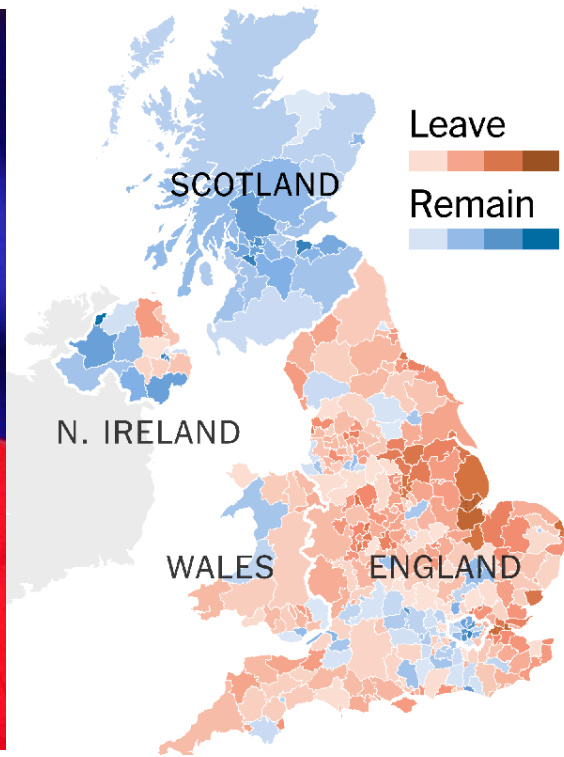 Leave
Remain
SCOTLAND
N. IRELAND
WALES
ENGLAND